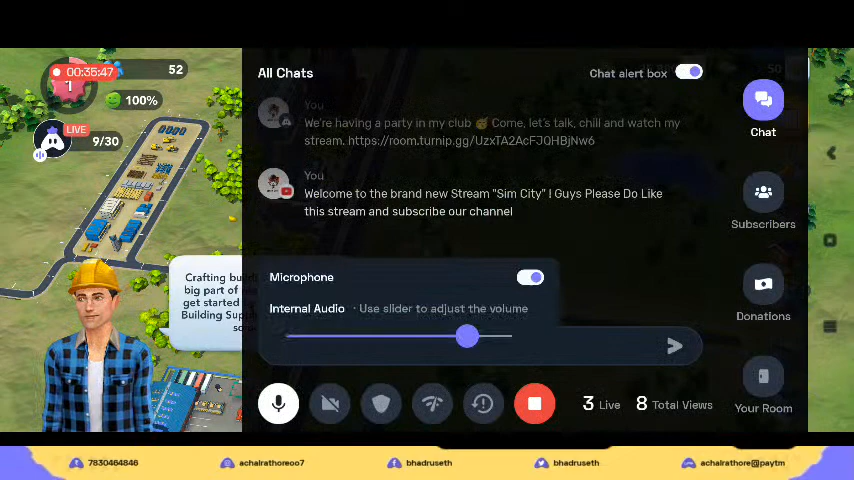 00:35:47
1
52
100%
LIVE
9/30
All Chats
Chat alert box
You
We're having a party in my club 🥳 Come, let's talk, chill and watch my
stream. https://room.turnip.gg/UzxTA2AcFJQHBjNw6
You
Welcome to the brand new Stream "Sim City" ! Guys Please Do Like
this stream and subscribe our channel
Chat
Subscribers
Donations
Your Room
Crafting
big part of
get started
Building
Microphone
Internal Audio · Use slider to adjust the volume
3 Live 8 Total Views
7830464846
achalrathoreoo7
bhadruseth
bhadruseth
achalrathore@paytm